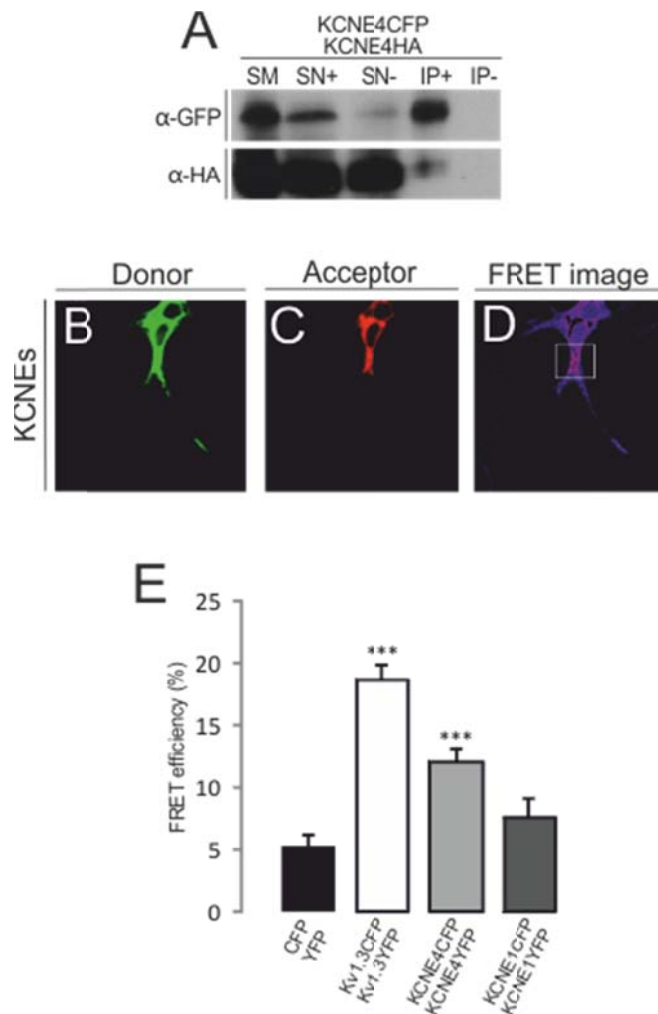 A
KCNE4CFP
KCNE4HA
SM SN+ SN- IP+ IP-
α-GFP
α-HA
Donor Acceptor FRET image
KCNEs
B C D
E
FRET efficiency (%)
25
20
15
10
5
0
***
***
CFP
YFP
Kv1.3CFP
Kv1.3YFP
KCNE4CFP
KCNE4YFP
KCNE1CFP
KCNE1YFP